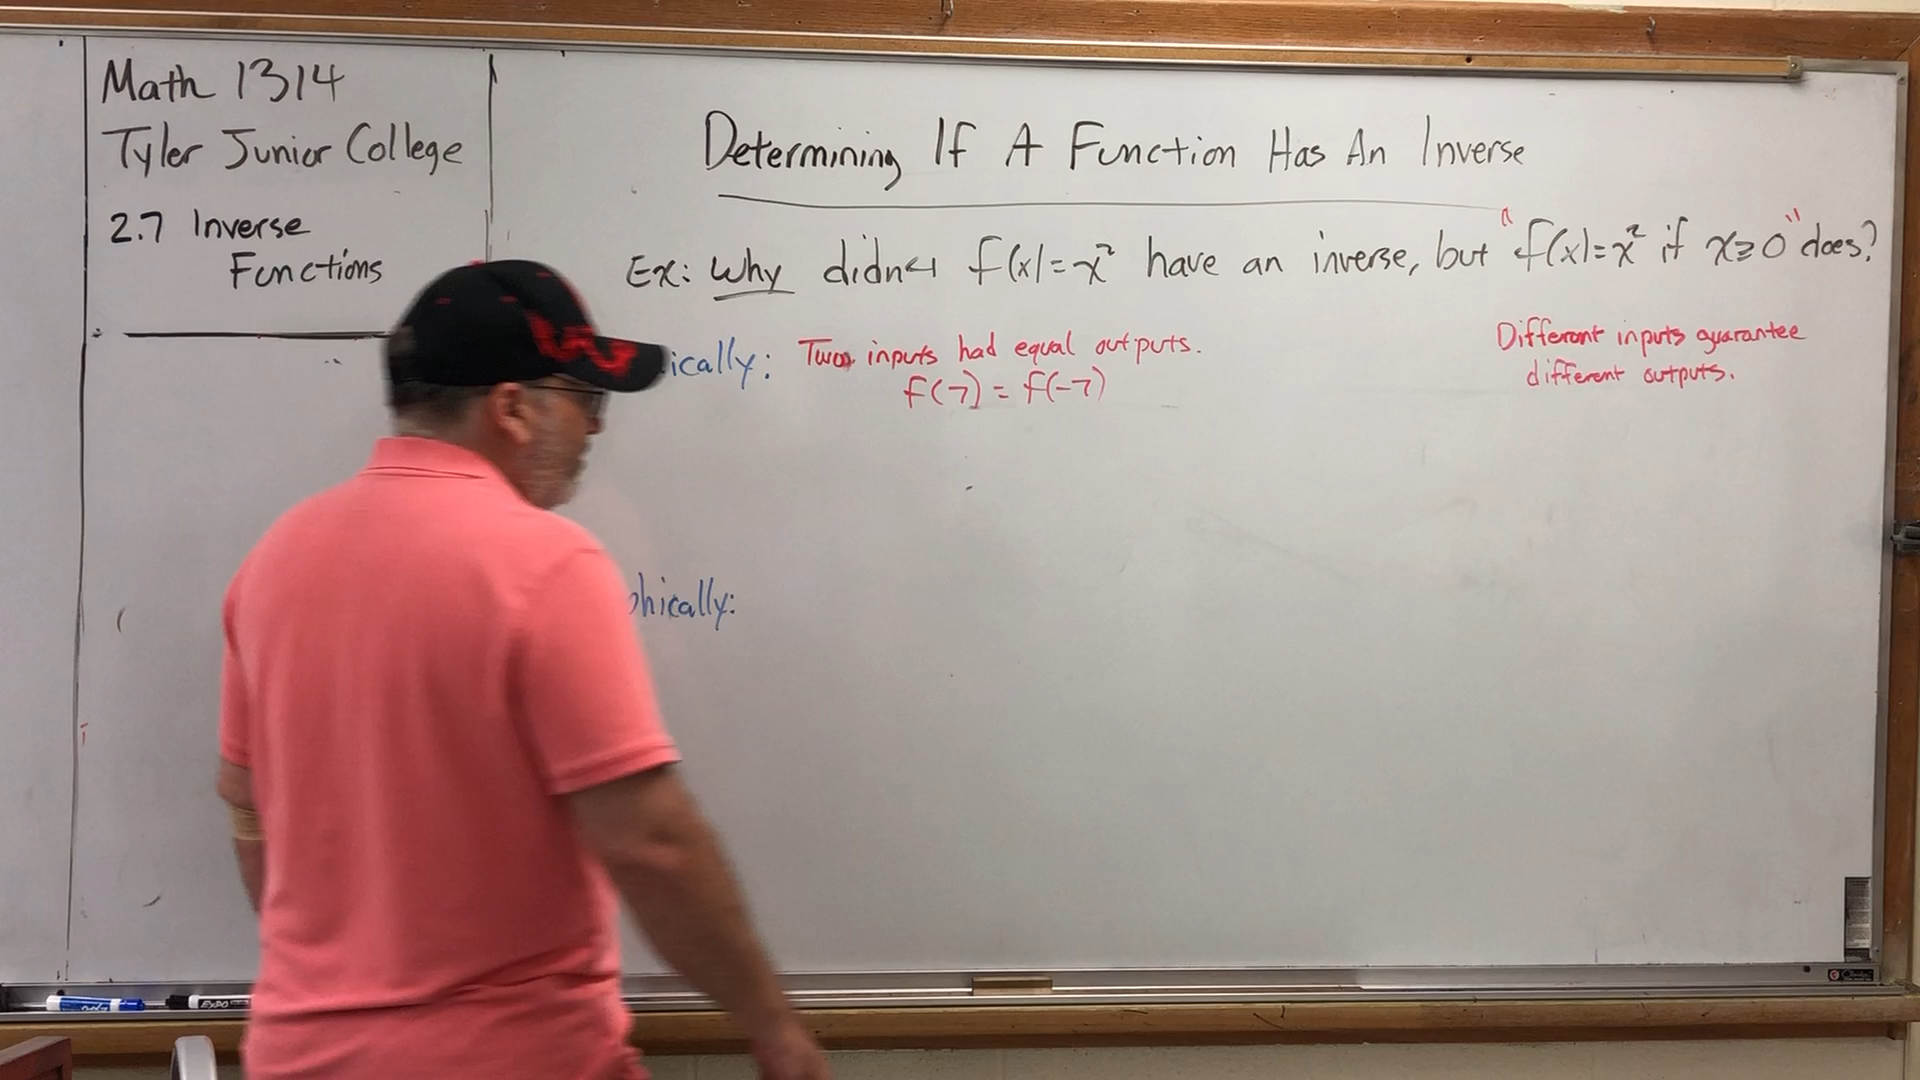 Math 1314
Tyler Junior College
2.7 Inverse
Functions
Determining If A Function Has An Inverse
Ex: Why didn't f(x)=x² have an inverse, but "f(x)=x² if x≥0" does?
ically: Two inputs had equal outputs.
f(7) = f(-7)
Different inputs guarantee
different outputs.
phically:
EXPO